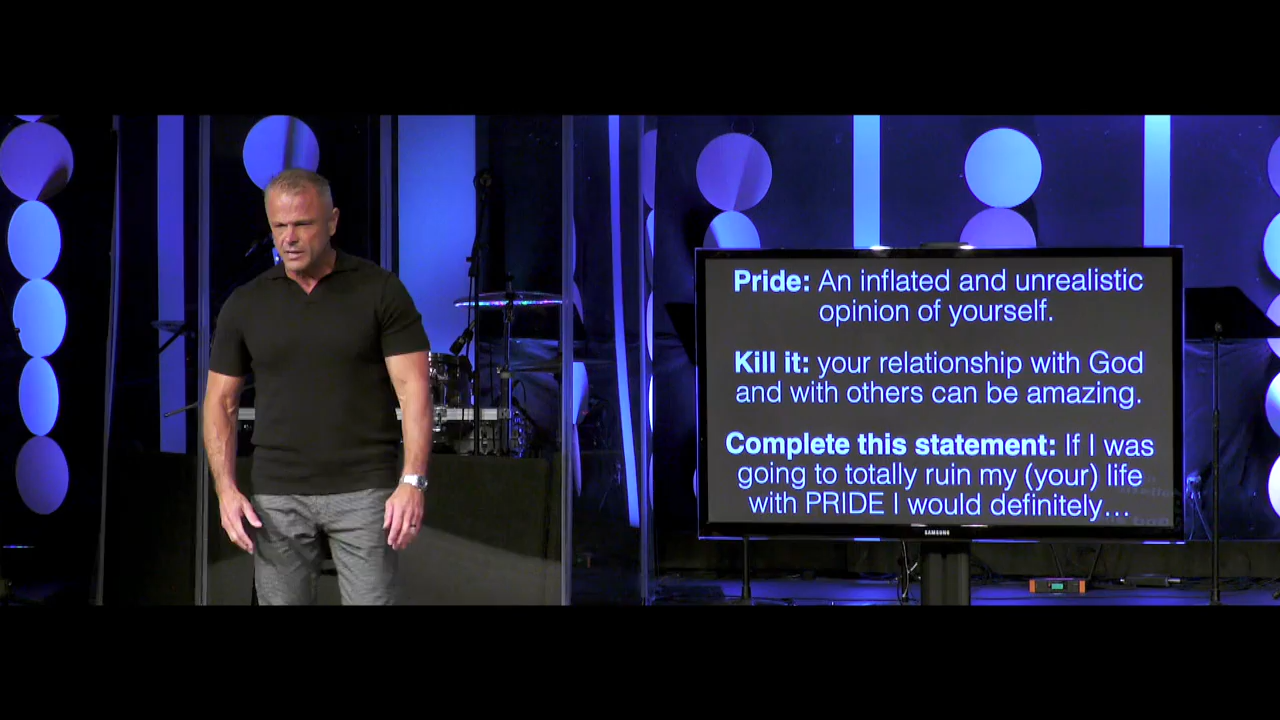 Pride: An inflated and unrealistic
opinion of yourself.
Kill it: your relationship with God
and with others can be amazing.
Complete this statement: If I was
going to totally ruin my (your) life
with PRIDE I would definitely…
SAMSUNG